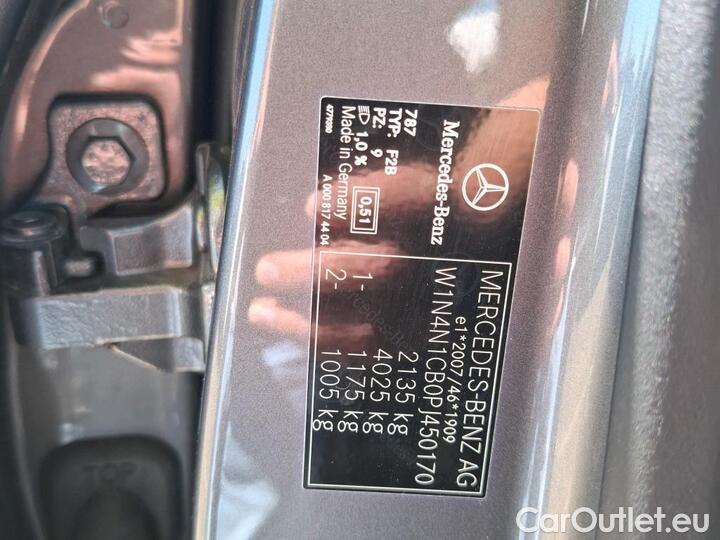 Mercedes-Benz
787
TYP: F2B
PZ: 9
1,0 %
0,51
Made in Germany
4779300
A 000 817 44 04
MERCEDES-BENZ AG
e1*2007/46*1909
W1N4N1CB0PJ450170
2135 kg
4025 kg
1- 1175 kg
2- 1005 kg
TOP
CarOutlet.eu